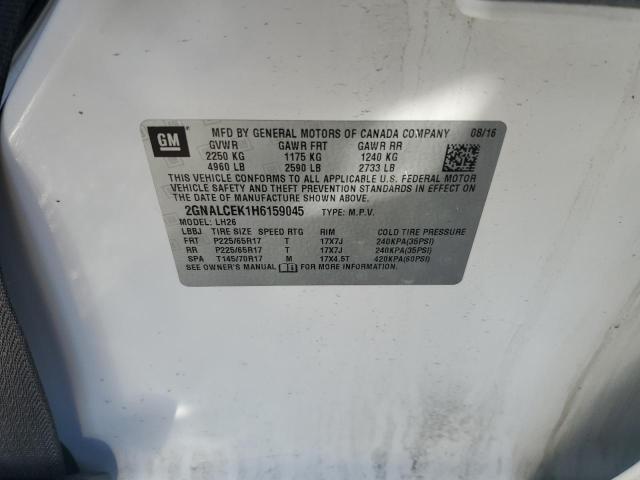 GM
MFD BY GENERAL MOTORS OF CANADA COMPANY 08/16
GVWR GAWR FRT GAWR RR
2250 KG 1175 KG 1240 KG
4960 LB 2590 LB 2733 LB
THIS VEHICLE CONFORMS TO ALL APPLICABLE U.S. FEDERAL MOTOR
VEHICLE SAFETY AND THEFT PREVENTION STANDARDS IN EFFECT ON
THE DATE OF MANUFACTURE SHOWN ABOVE.
2GNALCEK1H6159045 TYPE: M.P.V.
MODEL: LH26
LBBJ TIRE SIZE SPEED RTG RIM COLD TIRE PRESSURE
FRT P225/65R17 T 17X7J 240KPA(35PSI)
RR P225/65R17 T 17X7J 240KPA(35PSI)
SPA T145/70R17 M 17X4.5T 420KPA(60PSI)
SEE OWNER'S MANUAL FOR MORE INFORMATION.